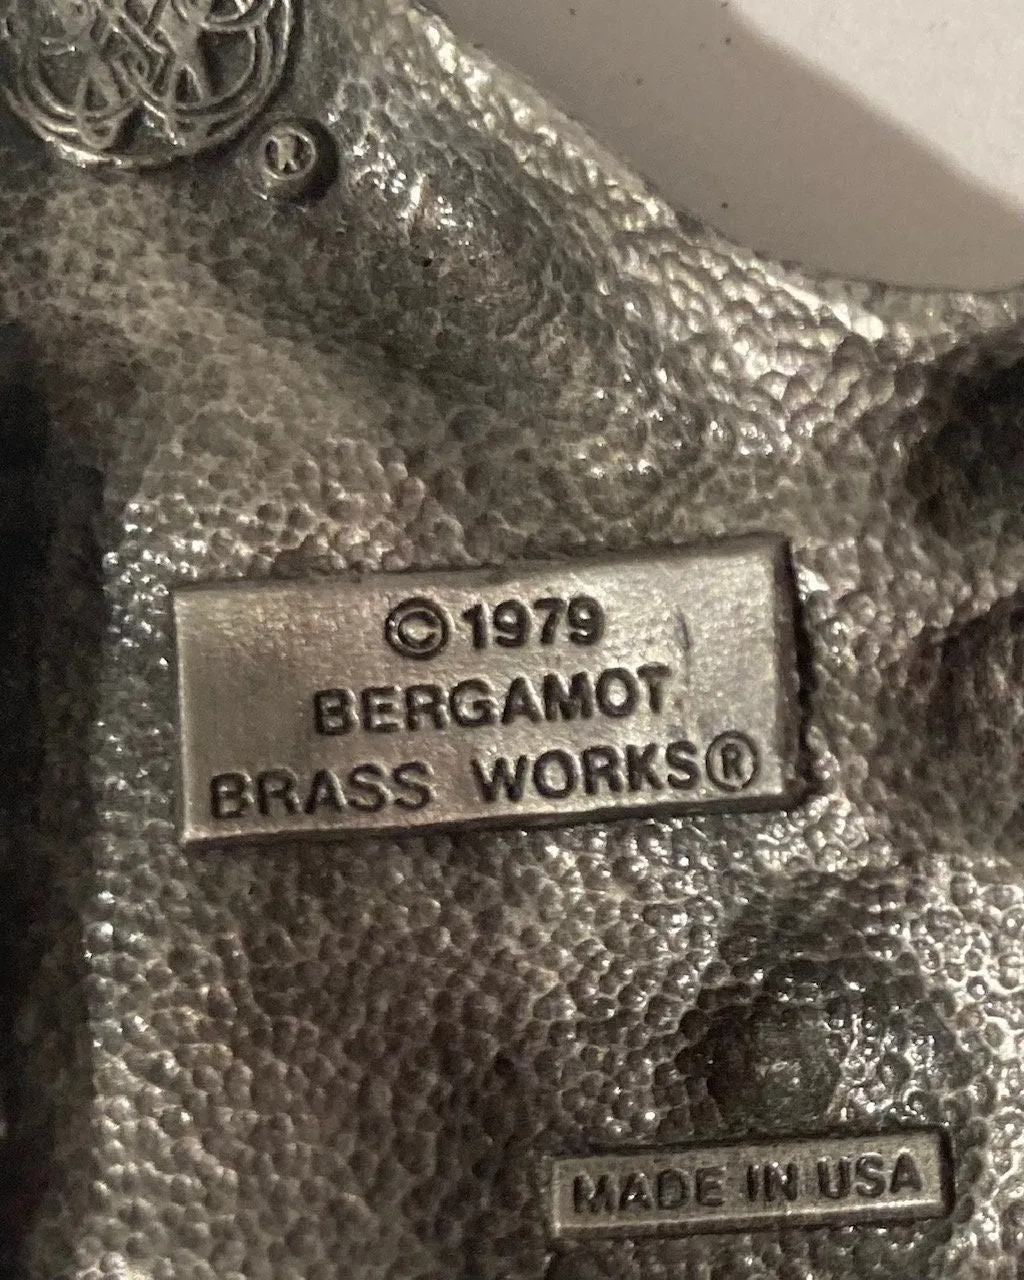 ®
©1979
BERGAMOT
BRASS WORKS®
MADE IN USA